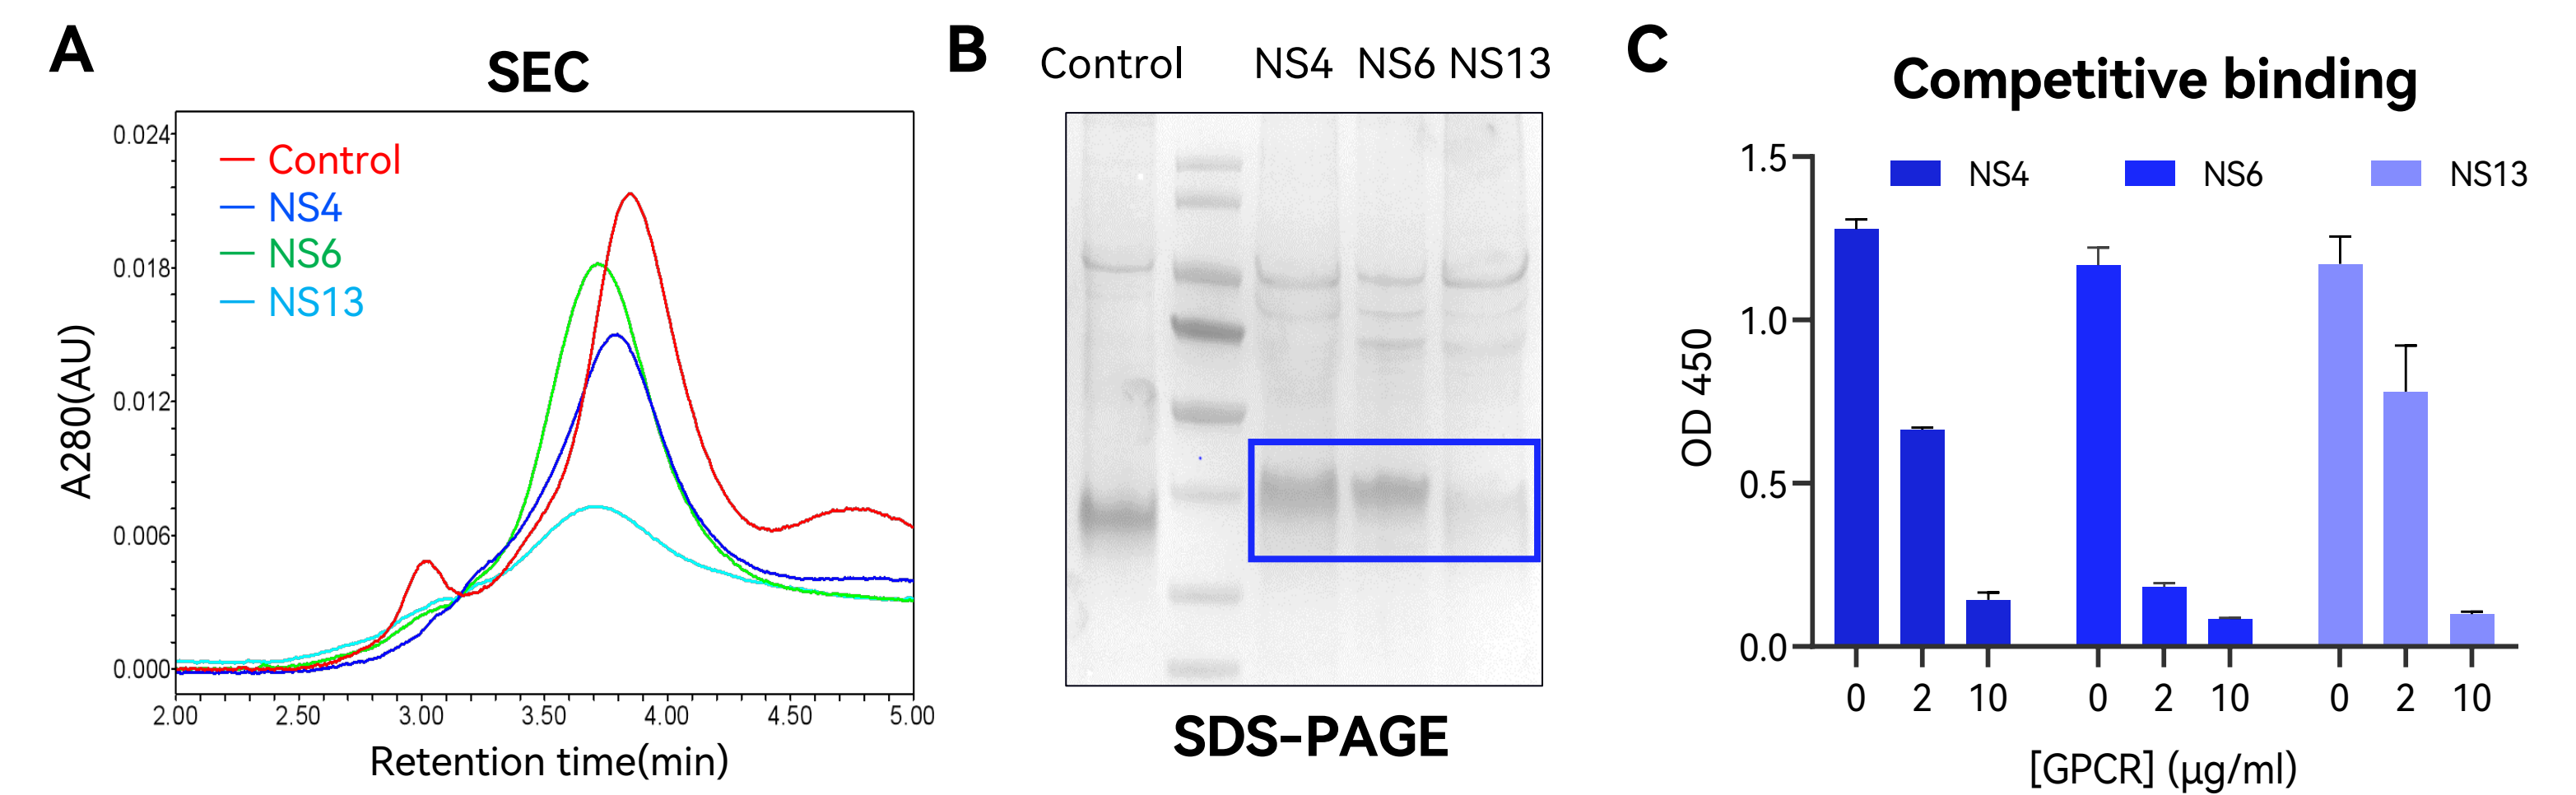 A
SEC
0.024
0.018
0.012
0.006
0.000
A280(AU)
Control
NS4
NS6
NS13
2.00 2.50 3.00 3.50 4.00 4.50 5.00
Retention time(min)
B
Control NS4 NS6 NS13
SDS-PAGE
C
Competitive binding
NS4 NS6 NS13
1.5
1.0
0.5
0.0
OD 450
0 2 10 0 2 10 0 2 10
[GPCR] (µg/ml)